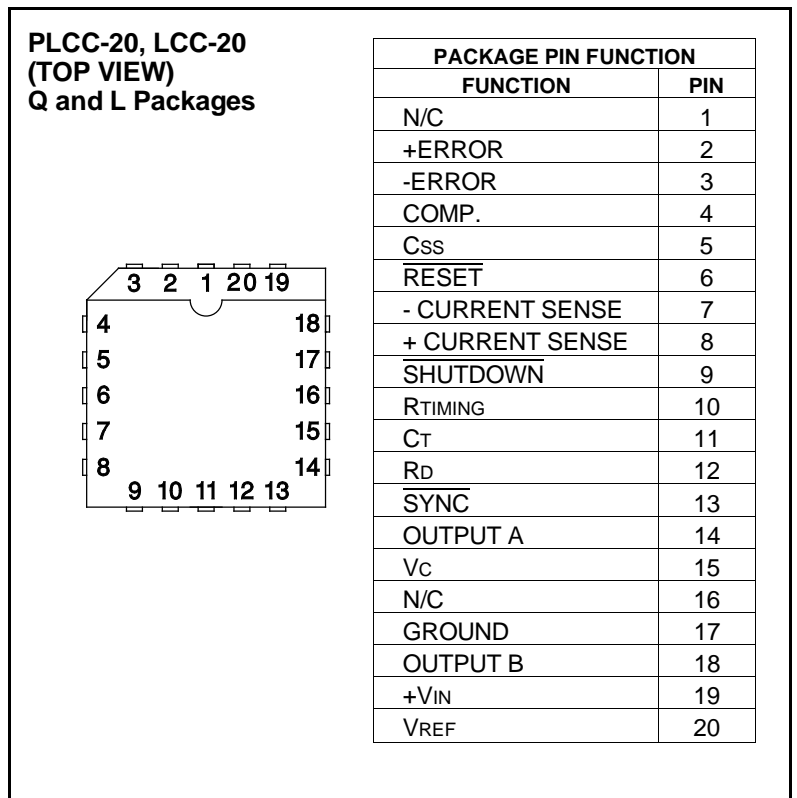 PLCC-20, LCC-20
(TOP VIEW)
Q and L Packages
3 2 1 20 19
4 18
5 17
6 16
7 15
8 14
9 10 11 12 13
PACKAGE PIN FUNCTION
FUNCTION PIN
N/C 1
+ERROR 2
-ERROR 3
COMP. 4
CSS 5
RESET 6
- CURRENT SENSE 7
+ CURRENT SENSE 8
SHUTDOWN 9
RTIMING 10
CT 11
RD 12
SYNC 13
OUTPUT A 14
VC 15
N/C 16
GROUND 17
OUTPUT B 18
+VIN 19
VREF 20